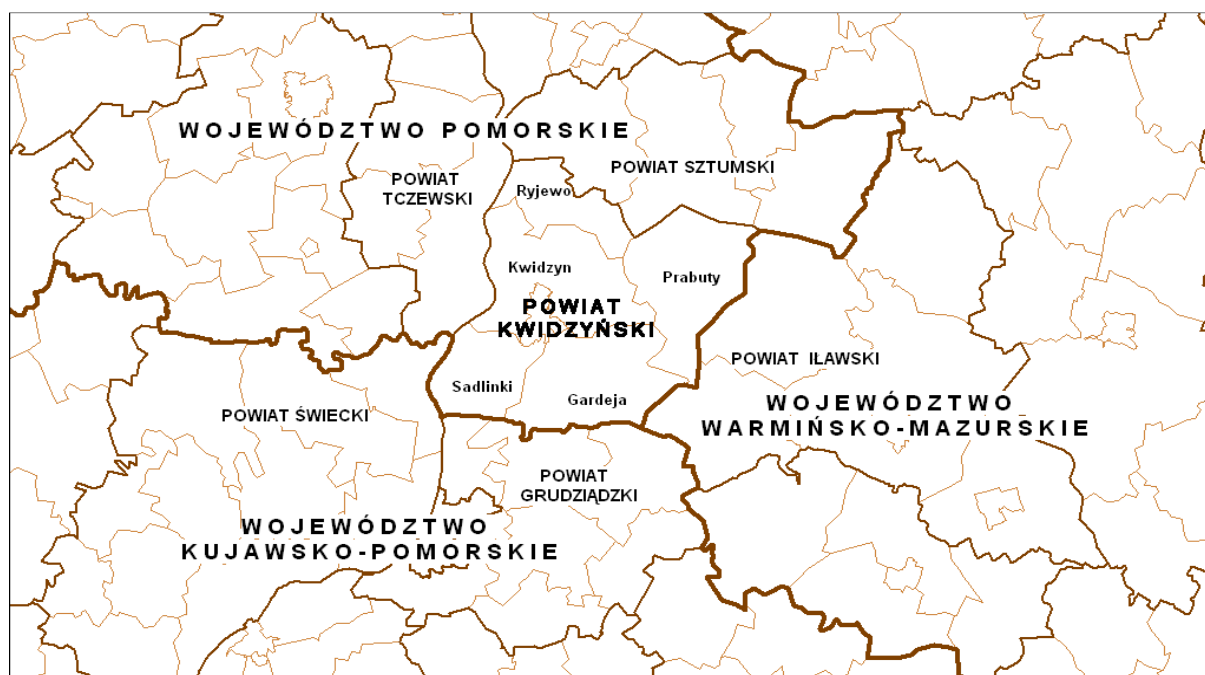 WOJEWÓDZTWO POMORSKIE
POWIAT SZTUMSKI
POWIAT
TCZEWSKI
Ryjewo
Kwidzyn
Prabuty
POWIAT
KWIDZYŃSKI
POWIAT IŁAWSKI
Sadlinki
Gardeja
POWIAT ŚWIECKI
WOJEWÓDZTWO
WARMIŃSKO-MAZURSKIE
POWIAT
GRUDZIĄDZKI
WOJEWÓDZTWO
KUJAWSKO-POMORSKIE